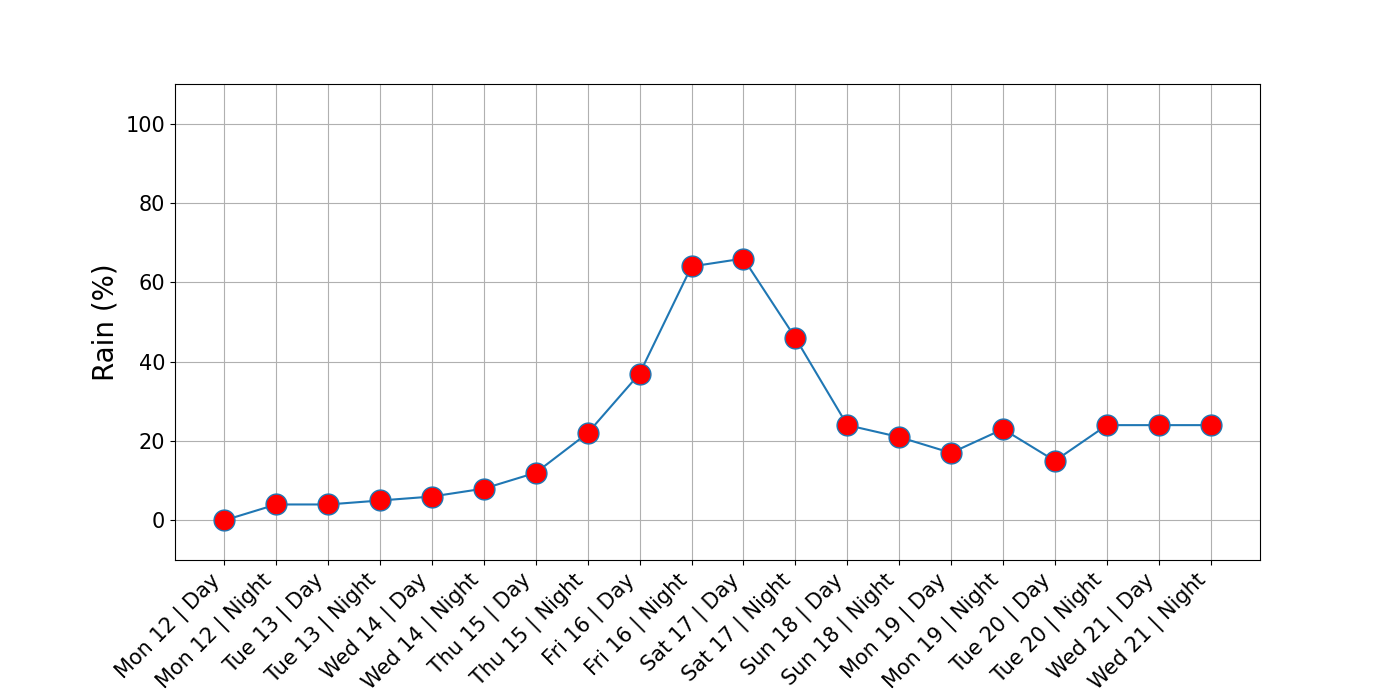 100
80
60
40
20
0
Rain (%)
Mon 12 | Day
Mon 12 | Night
Tue 13 | Day
Tue 13 | Night
Wed 14 | Day
Wed 14 | Night
Thu 15 | Day
Thu 15 | Night
Fri 16 | Day
Fri 16 | Night
Sat 17 | Day
Sat 17 | Night
Sun 18 | Day
Sun 18 | Night
Mon 19 | Day
Mon 19 | Night
Tue 20 | Day
Tue 20 | Night
Wed 21 | Day
Wed 21 | Night